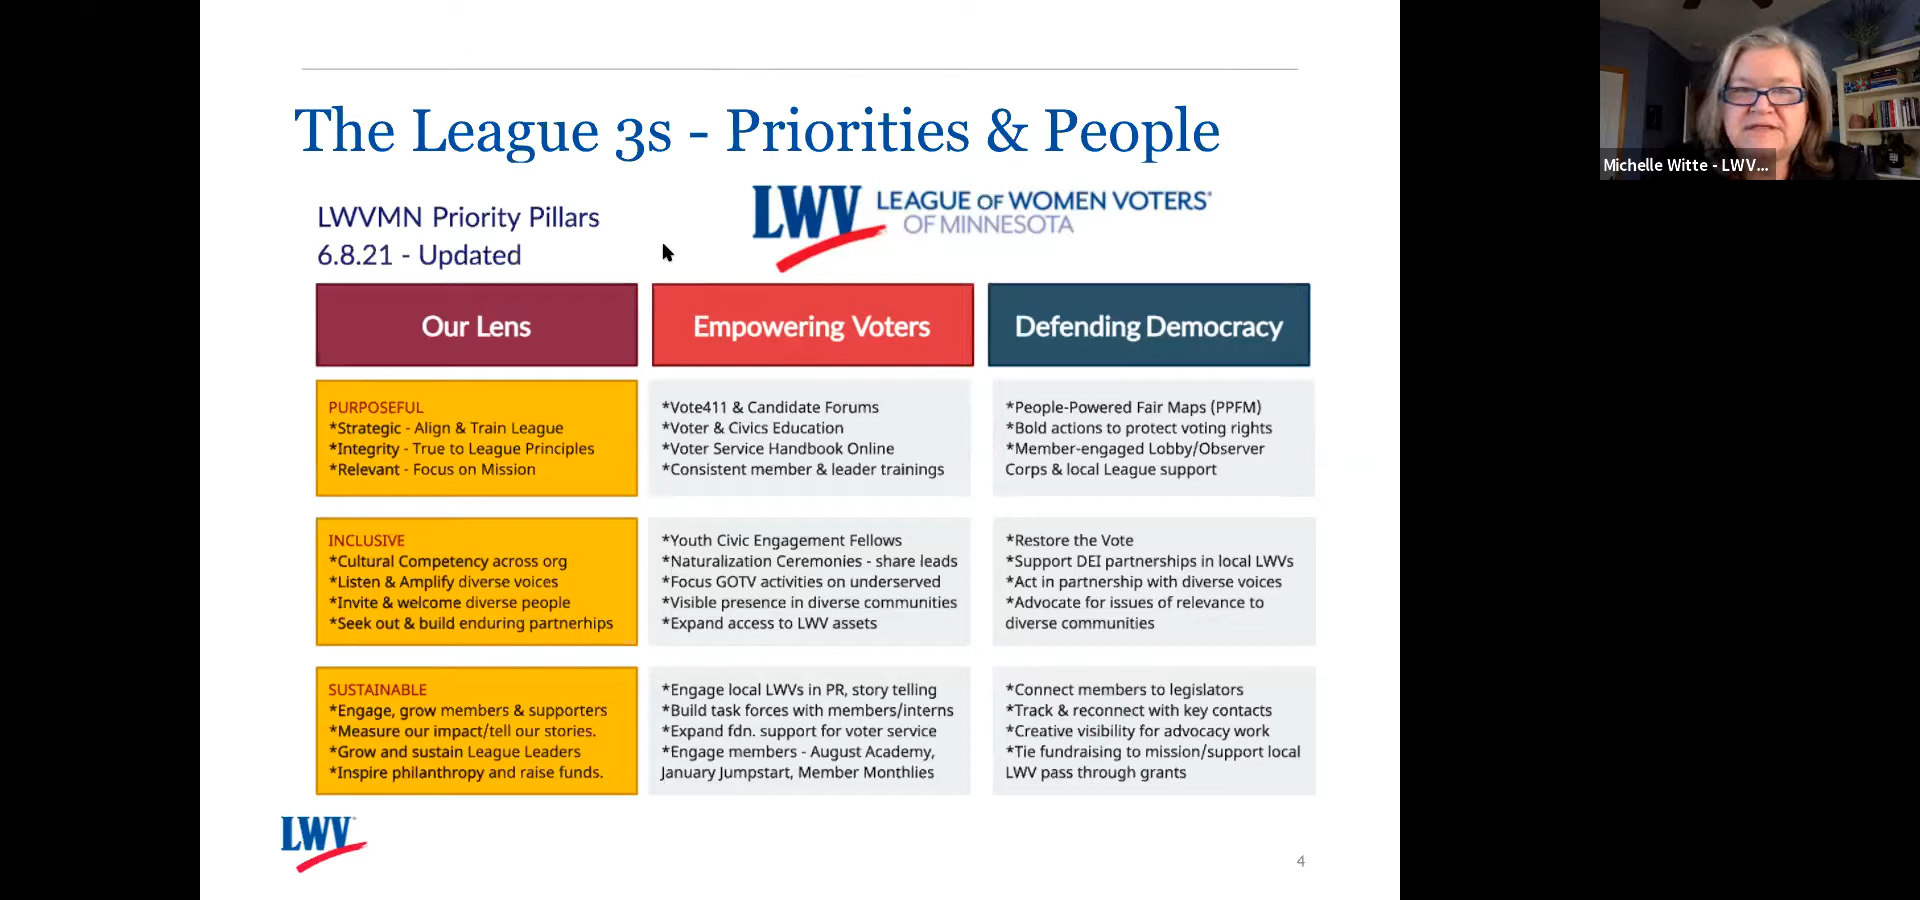 The League 3s - Priorities & People
LWVMN Priority Pillars
6.8.21 - Updated
LWV LEAGUE OF WOMEN VOTERS®
OF MINNESOTA
Our Lens
Empowering Voters
Defending Democracy
PURPOSEFUL
*Strategic - Align & Train League
*Integrity - True to League Principles
*Relevant - Focus on Mission
*Vote411 & Candidate Forums
*Voter & Civics Education
*Voter Service Handbook Online
*Consistent member & leader trainings
*People-Powered Fair Maps (PPFM)
*Bold actions to protect voting rights
*Member-engaged Lobby/Observer
Corps & local League support
INCLUSIVE
*Cultural Competency across org
*Listen & Amplify diverse voices
*Invite & welcome diverse people
*Seek out & build enduring partnerhips
*Youth Civic Engagement Fellows
*Naturalization Ceremonies - share leads
*Focus GOTV activities on underserved
*Visible presence in diverse communities
*Expand access to LWV assets
*Restore the Vote
*Support DEI partnerships in local LWVs
*Act in partnership with diverse voices
*Advocate for issues of relevance to
diverse communities
SUSTAINABLE
*Engage, grow members & supporters
*Measure our impact/tell our stories.
*Grow and sustain League Leaders
*Inspire philanthropy and raise funds.
*Engage local LWVs in PR, story telling
*Build task forces with members/interns
*Expand fdn. support for voter service
*Engage members - August Academy,
January Jumpstart, Member Monthlies
*Connect members to legislators
*Track & reconnect with key contacts
*Creative visibility for advocacy work
*Tie fundraising to mission/support local
LWV pass through grants
LWV
4
Michelle Witte - LWV...